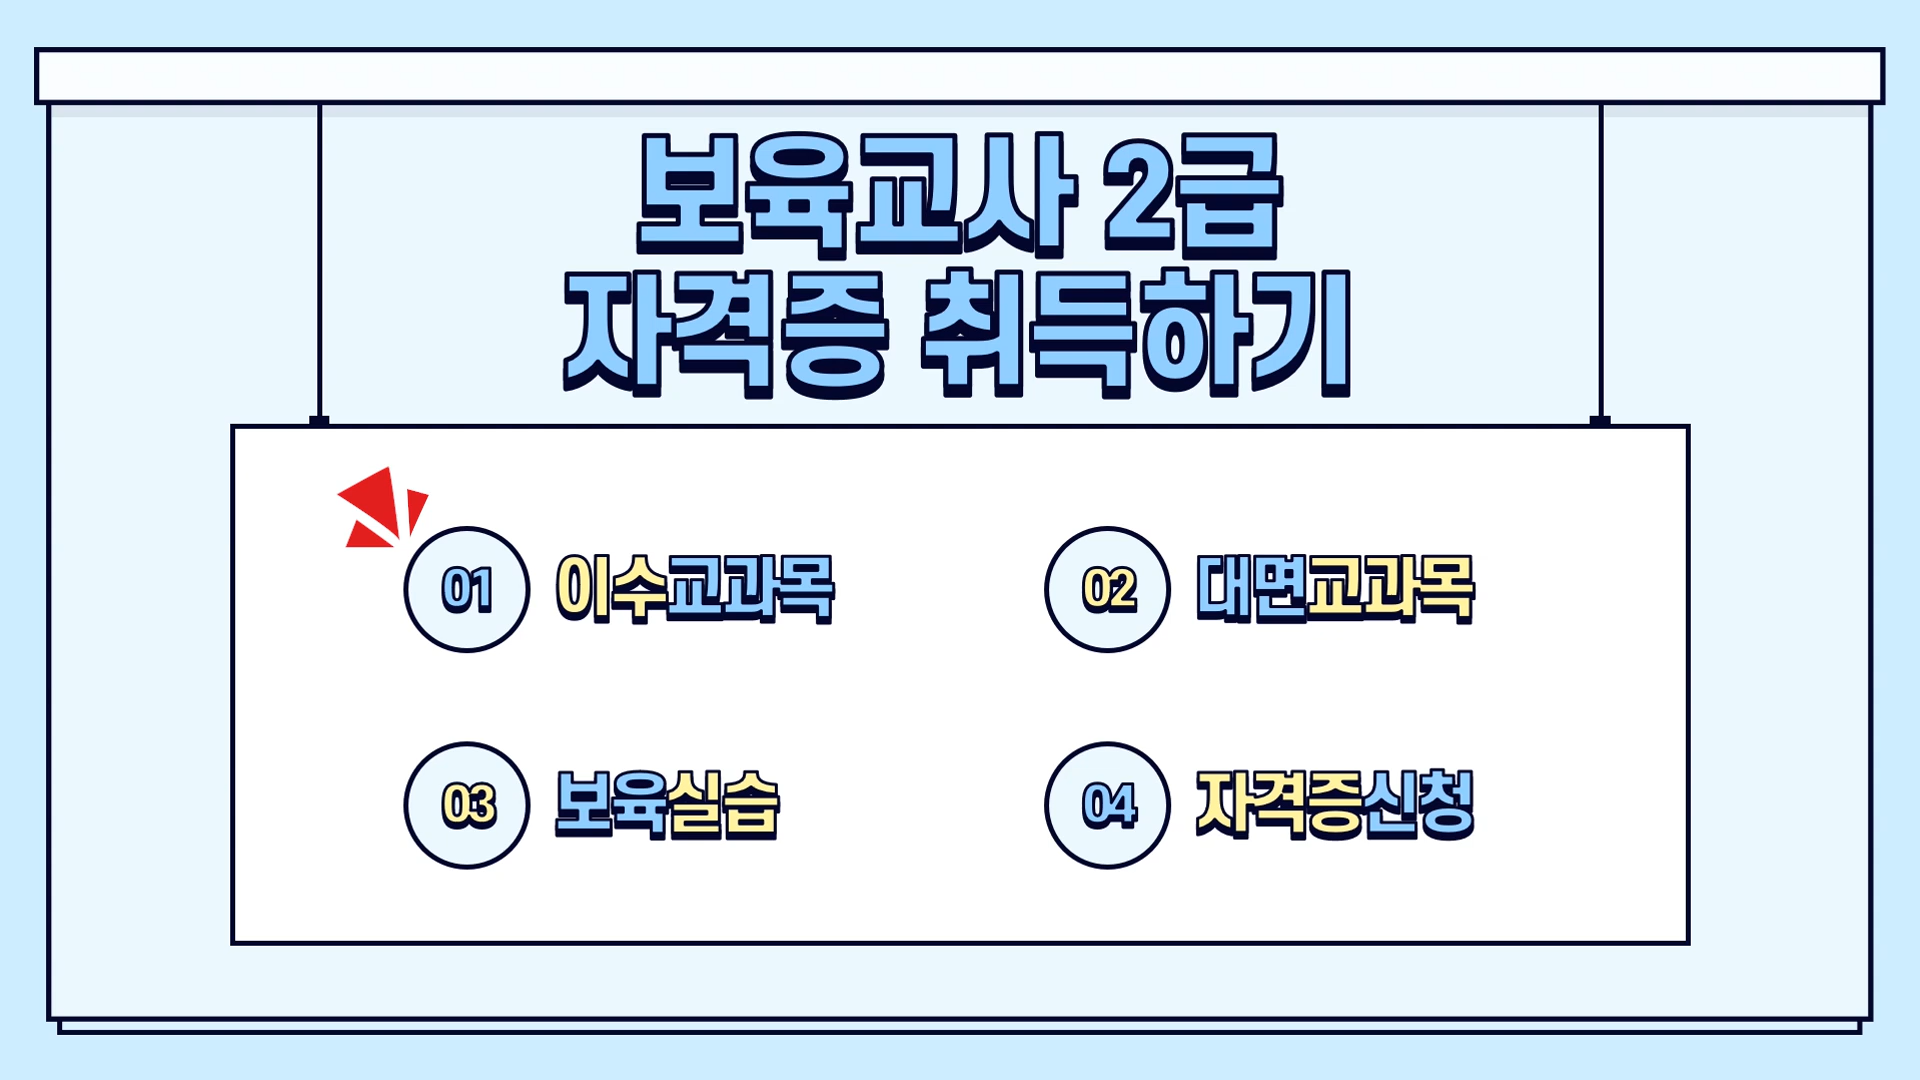 보육교사 2급
자격증 취득하기
01 이수교과목
02 대면교과목
03 보육실습
04 자격증신청